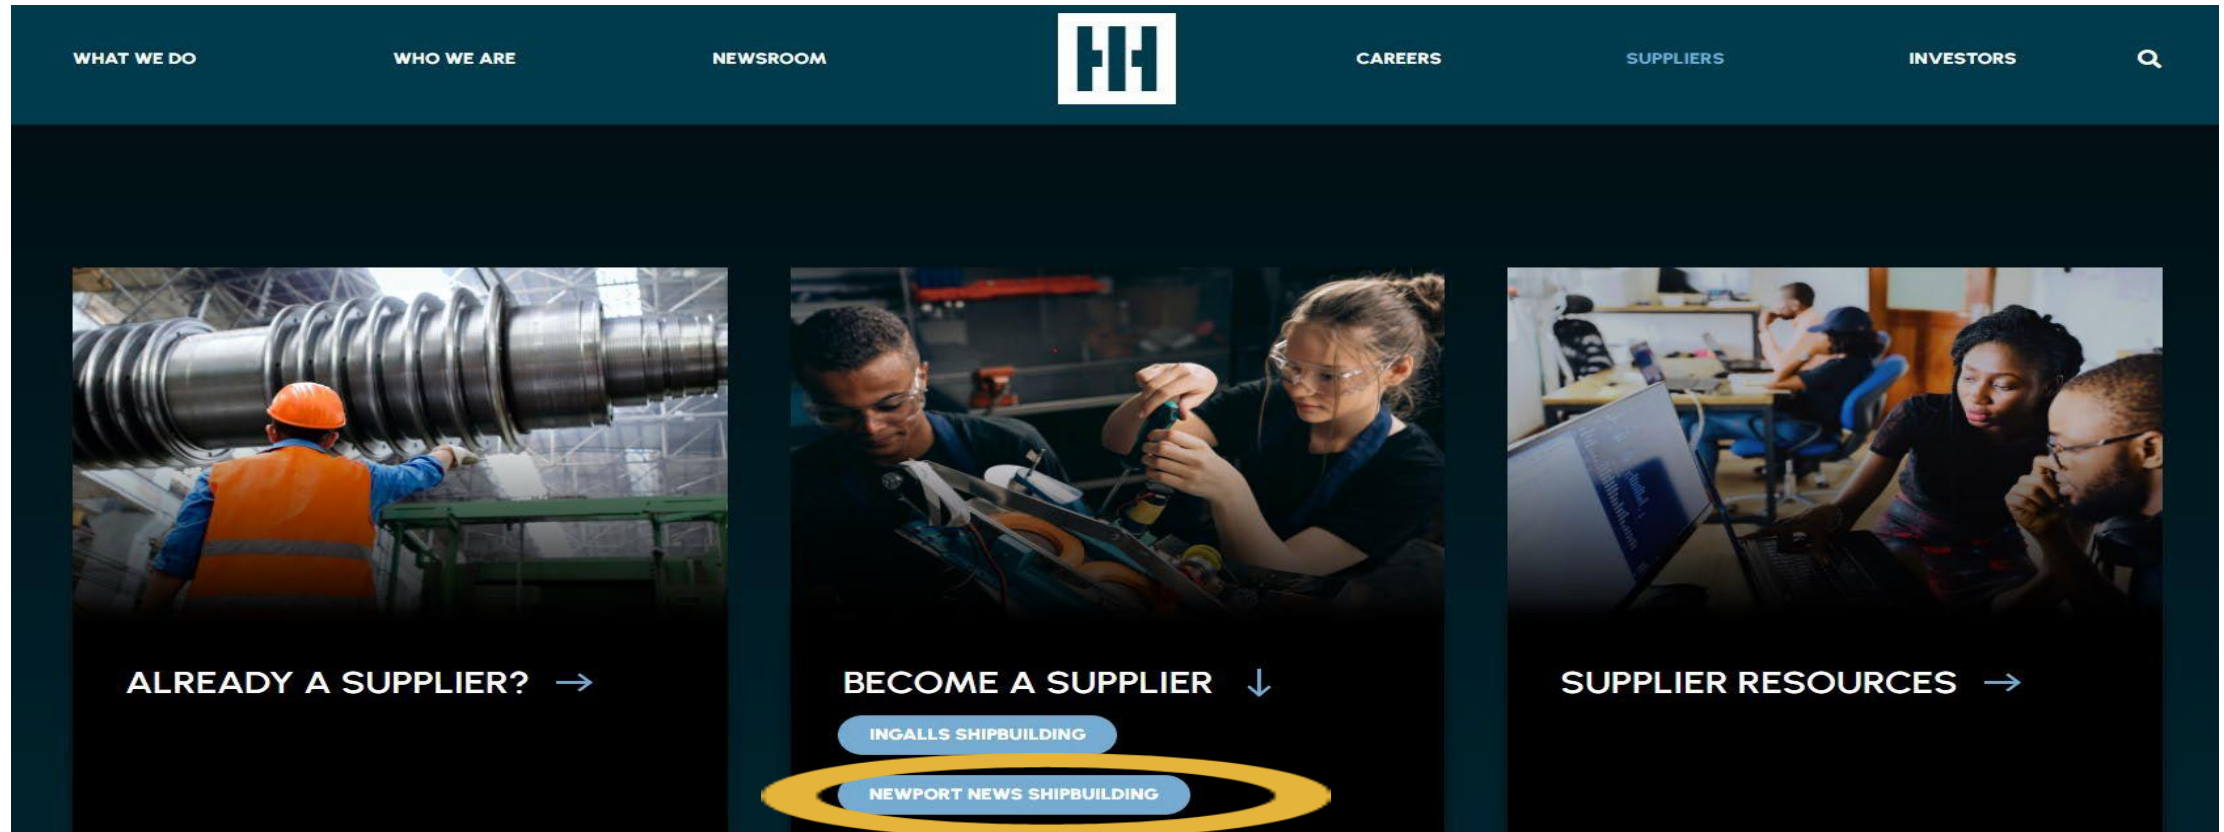 WHAT WE DO
WHO WE ARE
NEWSROOM
CAREERS
SUPPLIERS
INVESTORS
ALREADY A SUPPLIER?
BECOME A SUPPLIER
INGALLS SHIPBUILDING
NEWPORT NEWS SHIPBUILDING
SUPPLIER RESOURCES